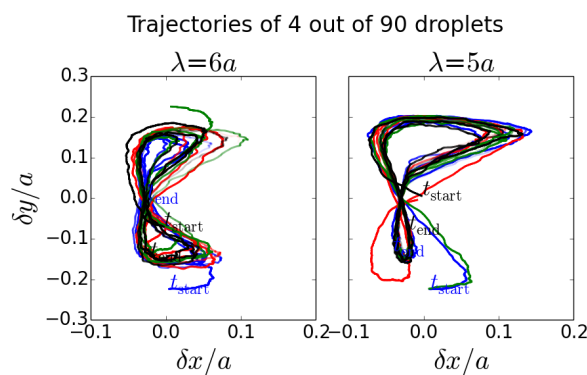 Trajectories of 4 out of 90 droplets
λ=6a
λ=5a
δy/a
0.3
0.2
0.1
0.0
−0.1
−0.2
−0.3
end
t_start
t_end
t_start
t_start
t_end
end
t_start
−0.1
0.0
0.1
0.2
−0.1
0.0
0.1
0.2
δx/a
δx/a